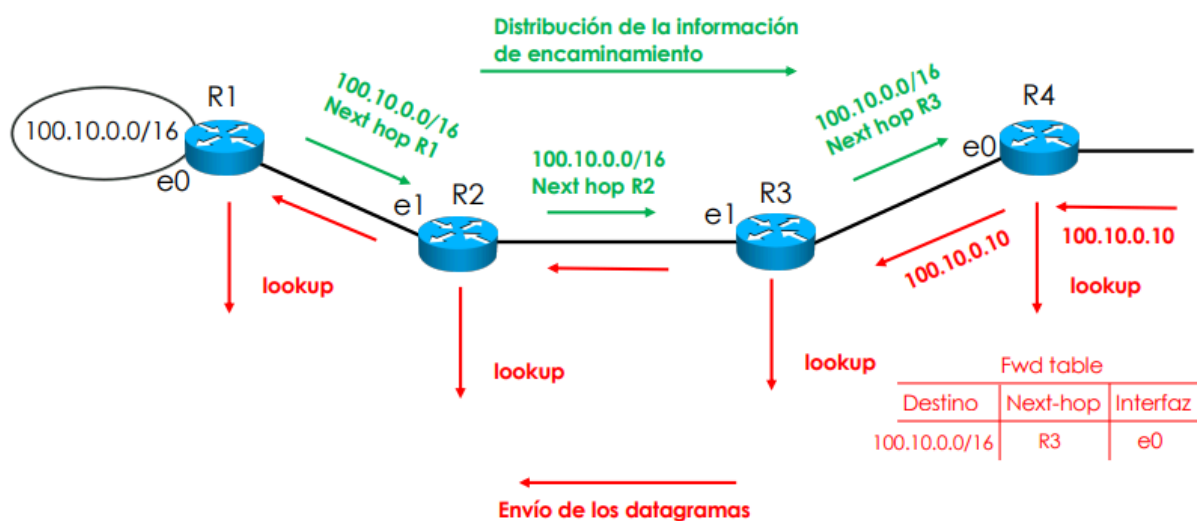 Distribución de la información
de encaminamiento
R1
100.10.0.0/16
e0
100.10.0.0/16
Next hop R1
e1
R2
100.10.0.0/16
Next hop R2
e1
R3
100.10.0.0/16
Next hop R3
e0
R4
100.10.0.10
100.10.0.10
lookup
lookup
lookup
lookup
Fwd table
Destino Next-hop Interfaz
100.10.0.0/16 R3 e0
Envío de los datagramas